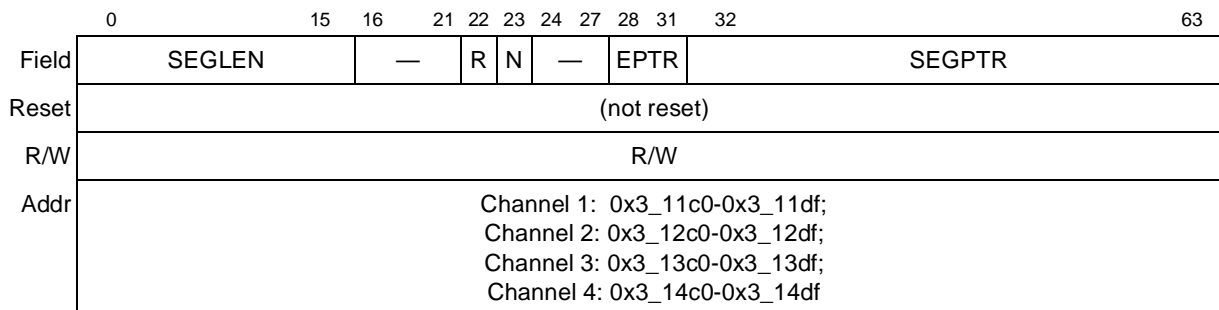 0 15 16 21 22 23 24 27 28 31 32 63
Field SEGLEN — R N — EPTR SEGPTR
Reset (not reset)
R/W R/W
Addr Channel 1: 0x3_11c0-0x3_11df;
Channel 2: 0x3_12c0-0x3_12df;
Channel 3: 0x3_13c0-0x3_13df;
Channel 4: 0x3_14c0-0x3_14df